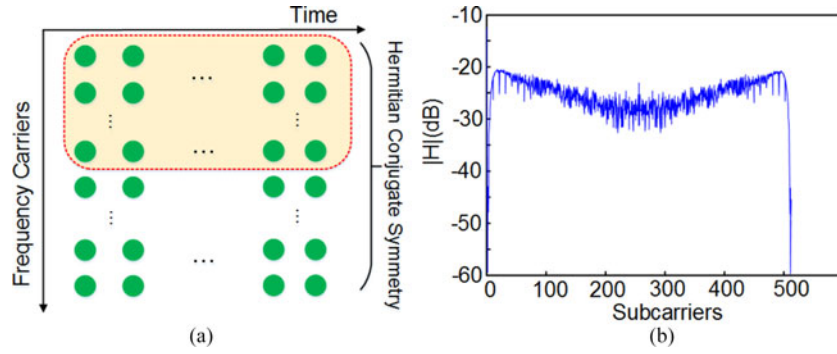 Time
Frequency Carriers
...
...
...
...
...
...
Hermitian Conjugate Symmetry
(a)
|H|(dB)
-10
-20
-30
-40
-50
-60
0 100 200 300 400 500
Subcarriers
(b)